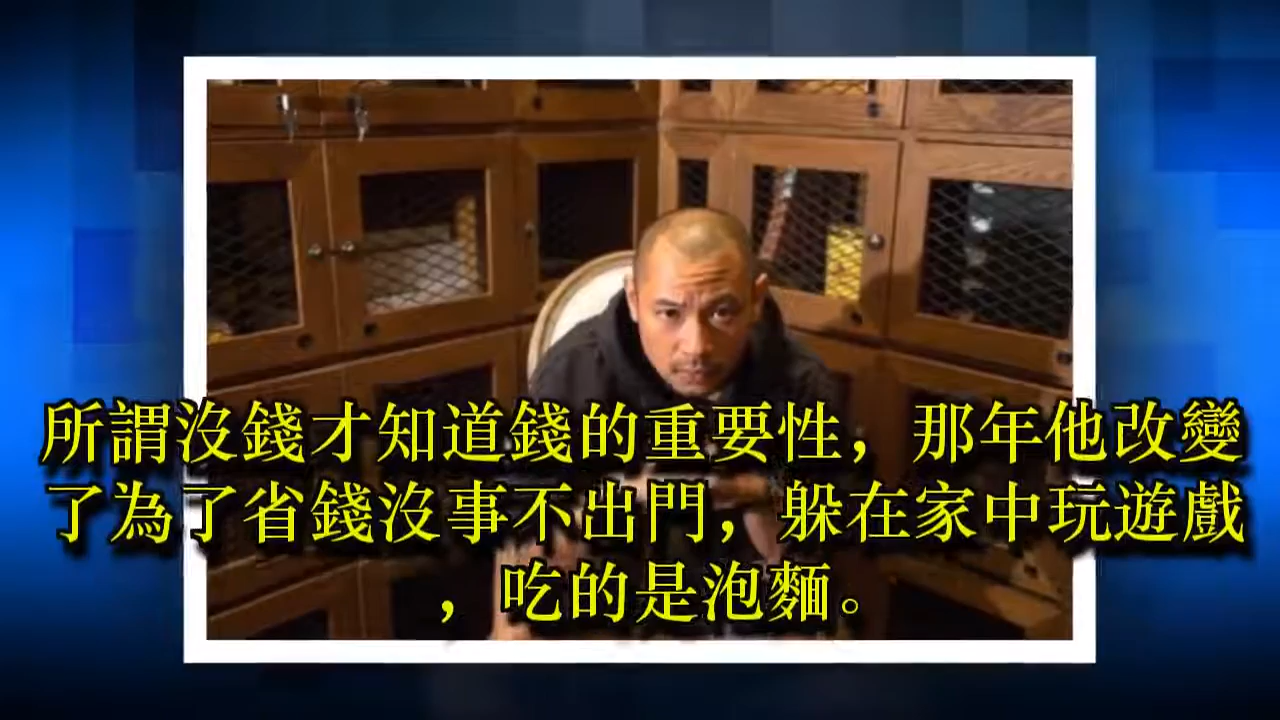 所謂沒錢才知道錢的重要性，那年他改變
了為了省錢沒事不出門，躲在家中玩遊戲
，吃的是泡麵。